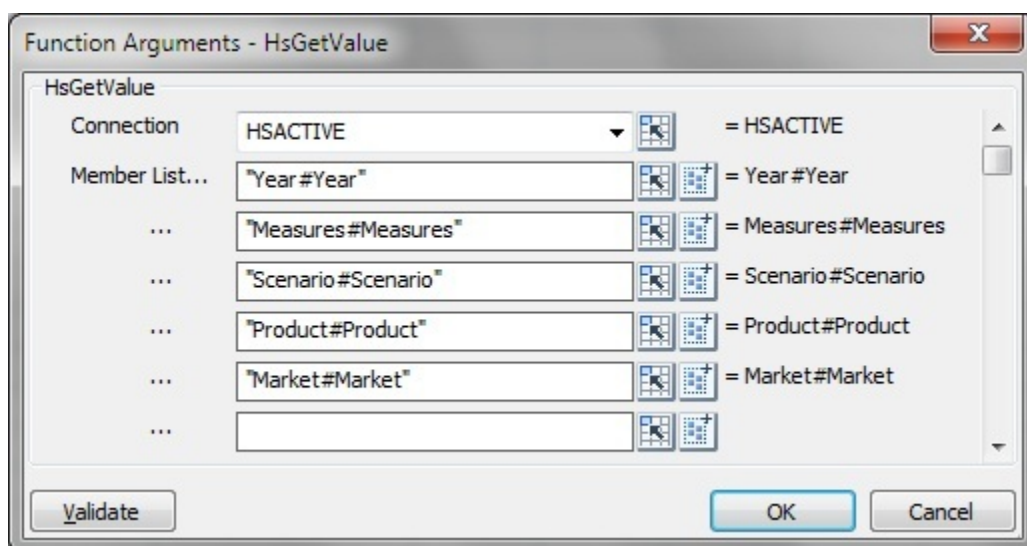 Function Arguments - HsGetValue
x
HsGetValue
Connection HSACTIVE = HSACTIVE
Member List... "Year#Year" = Year#Year
... "Measures#Measures" = Measures#Measures
... "Scenario#Scenario" = Scenario#Scenario
... "Product#Product" = Product#Product
... "Market#Market" = Market#Market
...
Validate OK Cancel